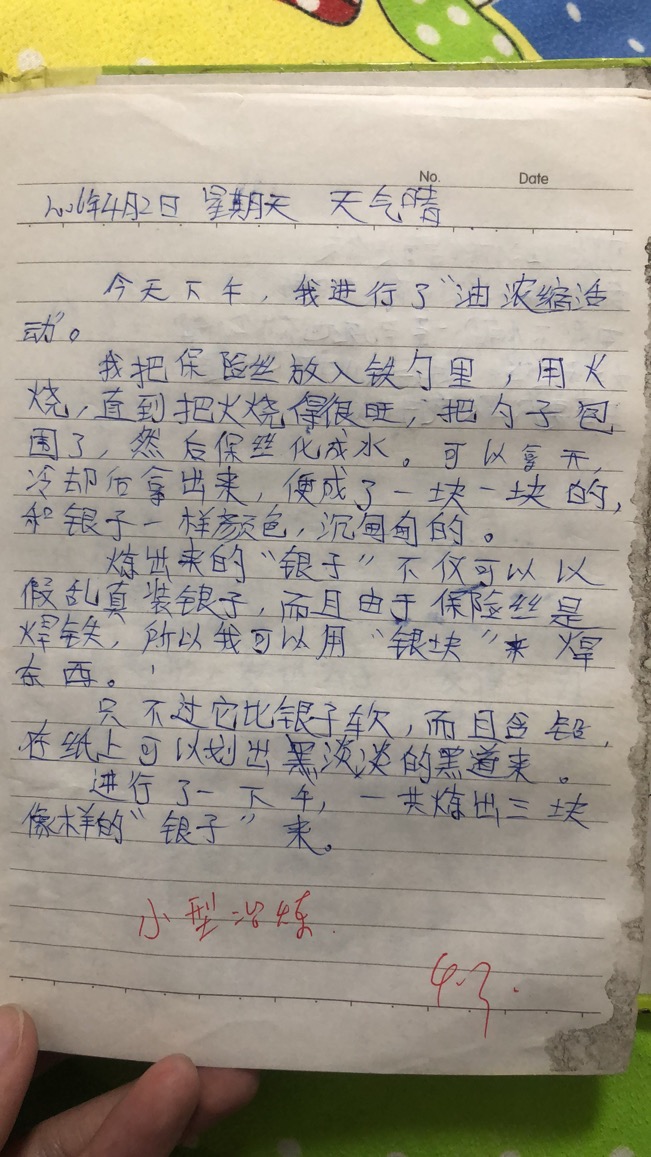 No. Date
2006年4月2日 星期天 天气晴
今天下午，我进行了“油浓缩活
动”。
我把保险丝放入铁勺里，用火
烧，直到把火烧得很旺，把勺子包
围了，然后保丝化成水。可以拿开，
冷却后拿出来，便成了一块一块的，
和银子一样颜色，沉甸甸的。
炼出来的“银子”不仅可以以
假乱真装银子，而且由于保险丝是
焊铁，所以我可以用“银块”来焊
东西。
只不过它比银子软，而且含铅，
在纸上可以划出黑淡淡的黑道来。
进行了一下午，一共炼出三块
像样的“银子”来。
小型冶炼
4.3.